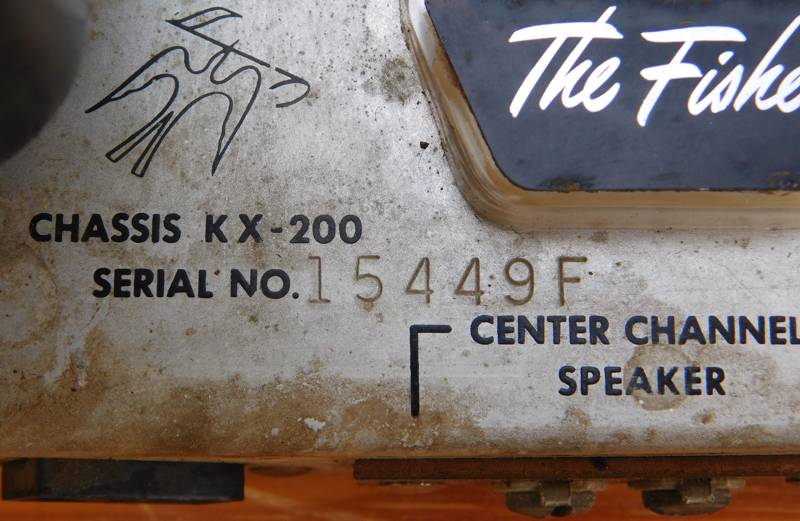 The Fishe
CHASSIS KX-200
SERIAL NO. 15449F
CENTER CHANNEL
SPEAKER